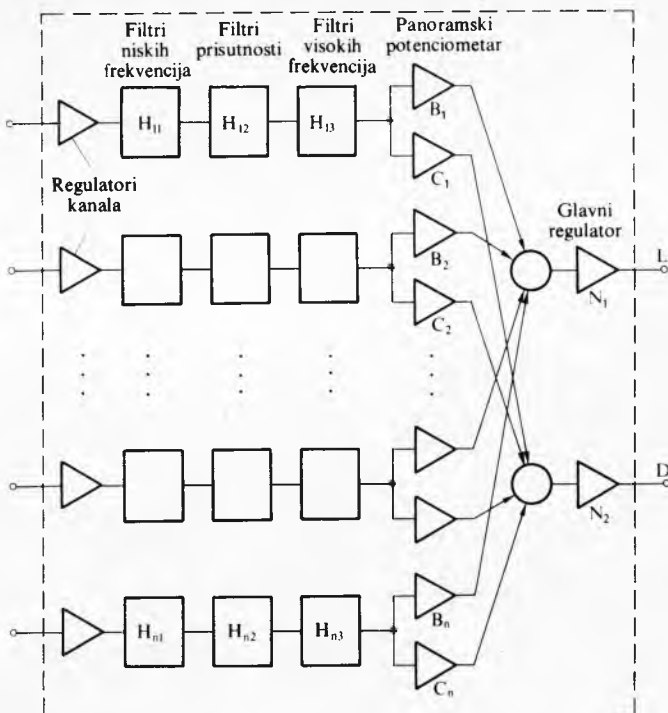 Filtri
niskih
frekvencija
Filtri
prisutnosti
Filtri
visokih
frekvencija
Panoramski
potenciometar
H₁₁
H₁₂
H₁₃
B₁
C₁
Regulatori
kanala
B₂
C₂
Glavni
regulator
L
N₁
D
N₂
Hₙ₁
Hₙ₂
Hₙ₃
Bₙ
Cₙ